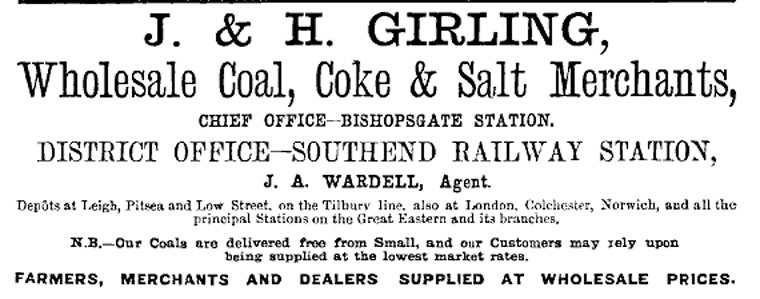 J. & H. GIRLING,
Wholesale Coal, Coke & Salt Merchants,
CHIEF OFFICE—BISHOPSGATE STATION.
DISTRICT OFFICE—SOUTHEND RAILWAY STATION,
J. A. WARDELL, Agent.
Depôts at Leigh, Pitsea and Low Street, on the Tilbury line, also at London, Colchester, Norwich, and all the
principal Stations on the Great Eastern and its branches.
N.B.—Our Coals are delivered free from Small, and our Customers may rely upon
being supplied at the lowest market rates.
FARMERS, MERCHANTS AND DEALERS SUPPLIED AT WHOLESALE PRICES.